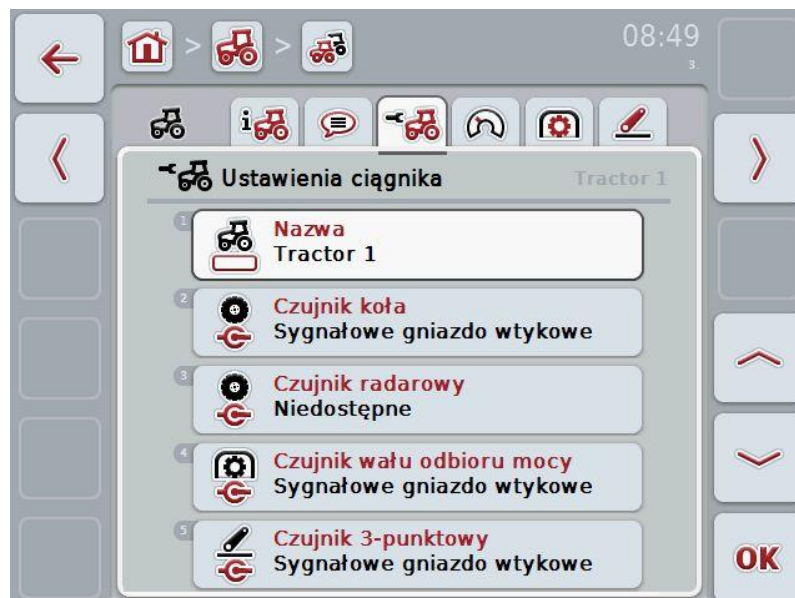 08:49
3.
i
Ustawienia ciągnika
Tractor 1
1
Nazwa
Tractor 1
2
Czujnik koła
Sygnałowe gniazdo wtykowe
3
Czujnik radarowy
Niedostępne
4
Czujnik wału odbioru mocy
Sygnałowe gniazdo wtykowe
5
Czujnik 3-punktowy
Sygnałowe gniazdo wtykowe
OK